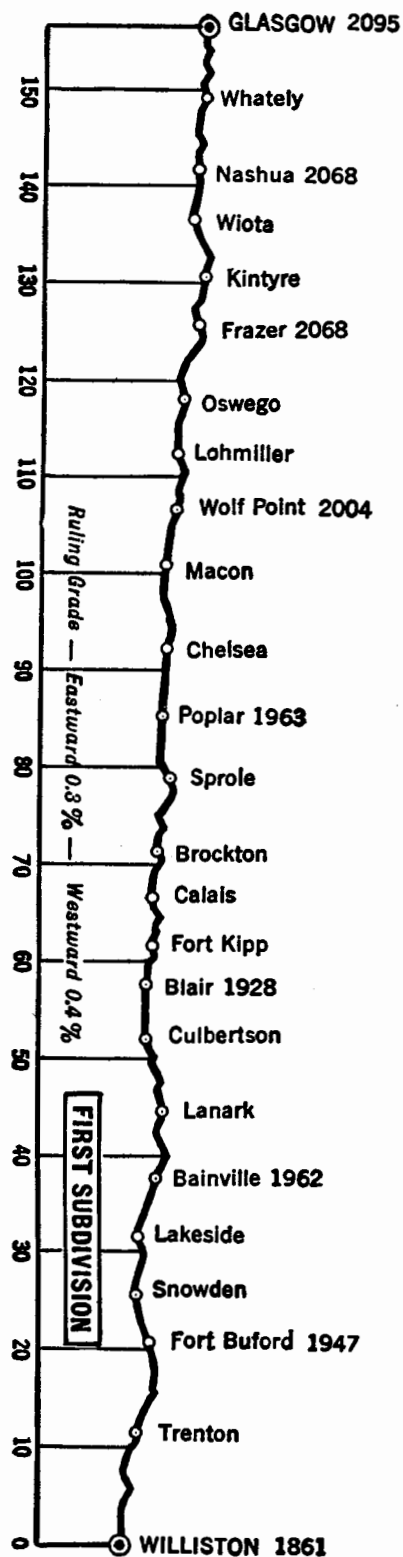 GLASGOW 2095
150
Whately
Nashua 2068
140
Wiota
Kintyre
130
Frazer 2068
120
Oswego
Lohmiller
110
Wolf Point 2004
Macon
100
Chelsea
90
Poplar 1963
80
Sprole
Brockton
70
Calais
Fort Kipp
60
Blair 1928
Culbertson
50
Lanark
40
Bainville 1962
Lakeside
30
Snowden
Fort Buford 1947
20
Trenton
10
WILLISTON 1861
0
Ruling Grade — Eastward 0.3% — Westward 0.4%
FIRST SUBDIVISION